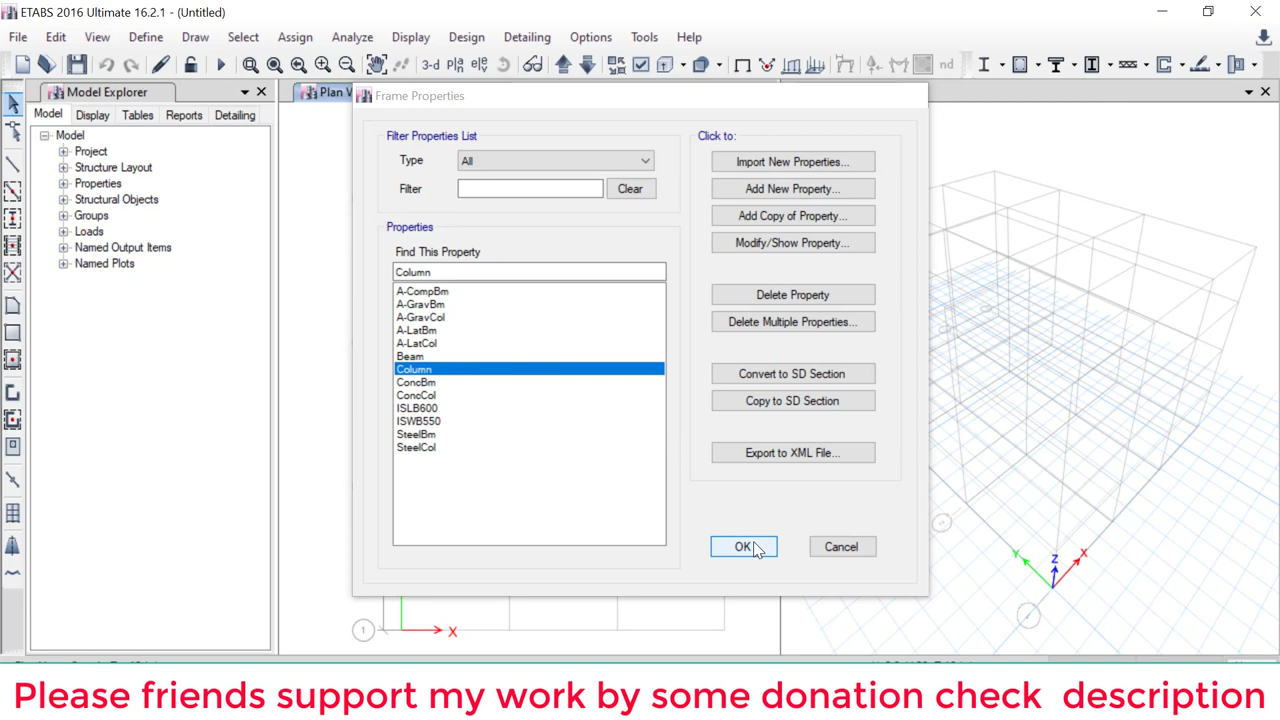 ETABS 2016 Ultimate 16.2.1 - (Untitled)
File Edit View Define Draw Select Assign Analyze Display Design Detailing Options Tools Help
3-d
nd
Model Explorer
Plan V
Model Display Tables Reports Detailing
Model
Project
Structure Layout
Properties
Structural Objects
Groups
Loads
Named Output Items
Named Plots
Frame Properties
Filter Properties List
Type All
Filter Clear
Properties
Find This Property
Column
A-CompBm
A-GravBm
A-GravCol
A-LatBm
A-LatCol
Beam
Column
ConcBm
ConcCol
ISLB600
ISWB550
SteelBm
SteelCol
Click to:
Import New Properties...
Add New Property...
Add Copy of Property...
Modify/Show Property...
Delete Property
Delete Multiple Properties...
Convert to SD Section
Copy to SD Section
Export to XML File...
OK Cancel
1 X
Y Z X
Please friends support my work by some donation check description